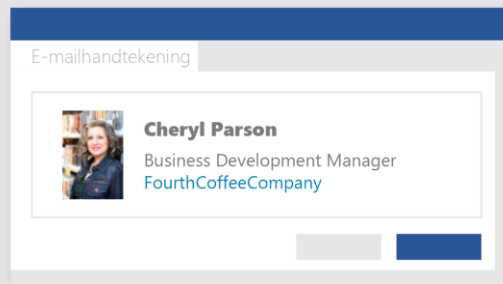 E-mailhandtekening
Cheryl Parson
Business Development Manager
FourthCoffeeCompany